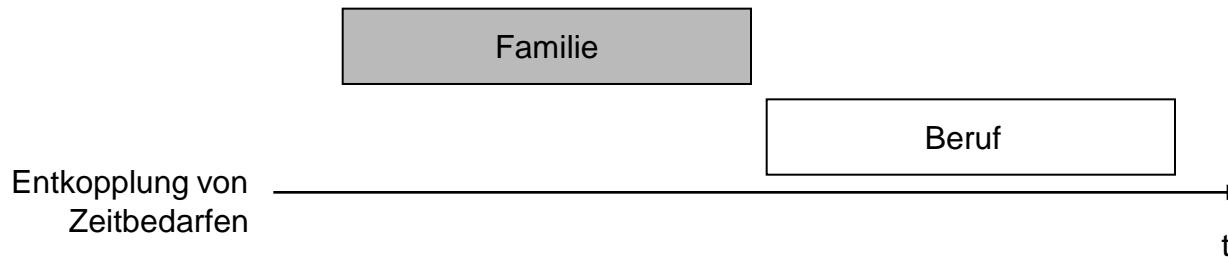 Familie
Beruf
Entkopplung von
Zeitbedarfen
t